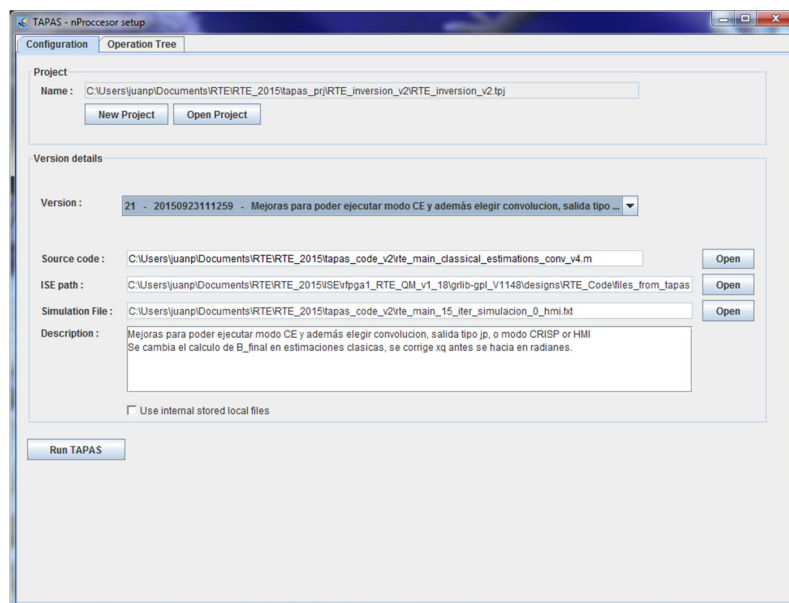 TAPAS - nProccesor setup
Configuration
Operation Tree
Project
Name :
C:\Users\juanp\Documents\RTE\RTE_2015\tapas_prj\RTE_inversion_v2\RTE_inversion_v2.tpj
New Project
Open Project
Version details
Version :
21 - 20150923111259 - Mejoras para poder ejecutar modo CE y además elegir convolucion, salida tipo ...
Source code :
C:\Users\juanp\Documents\RTE\RTE_2015\tapas_code_v2\rte_main_classical_estimations_conv_v4.m
Open
ISE path :
C:\Users\juanp\Documents\RTE\RTE_2015\ISE\rfpga1_RTE_QM_v1_18\grlib-gpl_V1148\designs\RTE_Code\files_from_tapas
Open
Simulation File :
C:\Users\juanp\Documents\RTE\RTE_2015\tapas_code_v2\rte_main_15_iter_simulacion_0_hmi.txt
Open
Description :
Mejoras para poder ejecutar modo CE y además elegir convolucion, salida tipo jp, o modo CRISP or HMI
Se cambia el calculo de B_final en estimaciones clasicas, se corrige xq antes se hacia en radianes.
Use internal stored local files
Run TAPAS